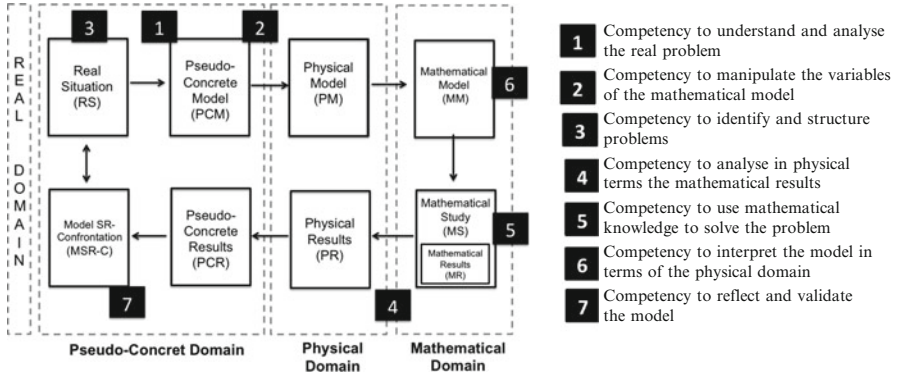 REAL DOMAIN
3
1
2
Real
Situation
(RS)
Pseudo-
Concrete
Model
(PCM)
Physical
Model
(PM)
Mathematical
Model
(MM)
6
Model SR-
Confrontation
(MSR-C)
Pseudo-
Concrete
Results
(PCR)
Physical
Results
(PR)
Mathematical
Study
(MS)
Mathematical
Results
(MR)
5
7
4
Pseudo-Concret Domain
Physical
Domain
Mathematical
Domain
1 Competency to understand and analyse
the real problem
2 Competency to manipulate the variables
of the mathematical model
3 Competency to identify and structure
problems
4 Competency to analyse in physical
terms the mathematical results
5 Competency to use mathematical
knowledge to solve the problem
6 Competency to interpret the model in
terms of the physical domain
7 Competency to reflect and validate
the model